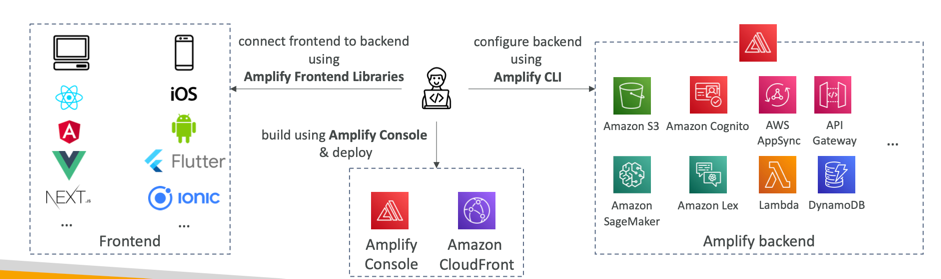 connect frontend to backend
using
Amplify Frontend Libraries
configure backend
using
Amplify CLI
build using Amplify Console
& deploy
iOS
Flutter
NEXT.JS
ionic
...
...
Frontend
Amplify
Console
Amazon
CloudFront
Amazon S3
Amazon Cognito
AWS
AppSync
API
Gateway
...
Amazon
SageMaker
Amazon Lex
Lambda
DynamoDB
Amplify backend